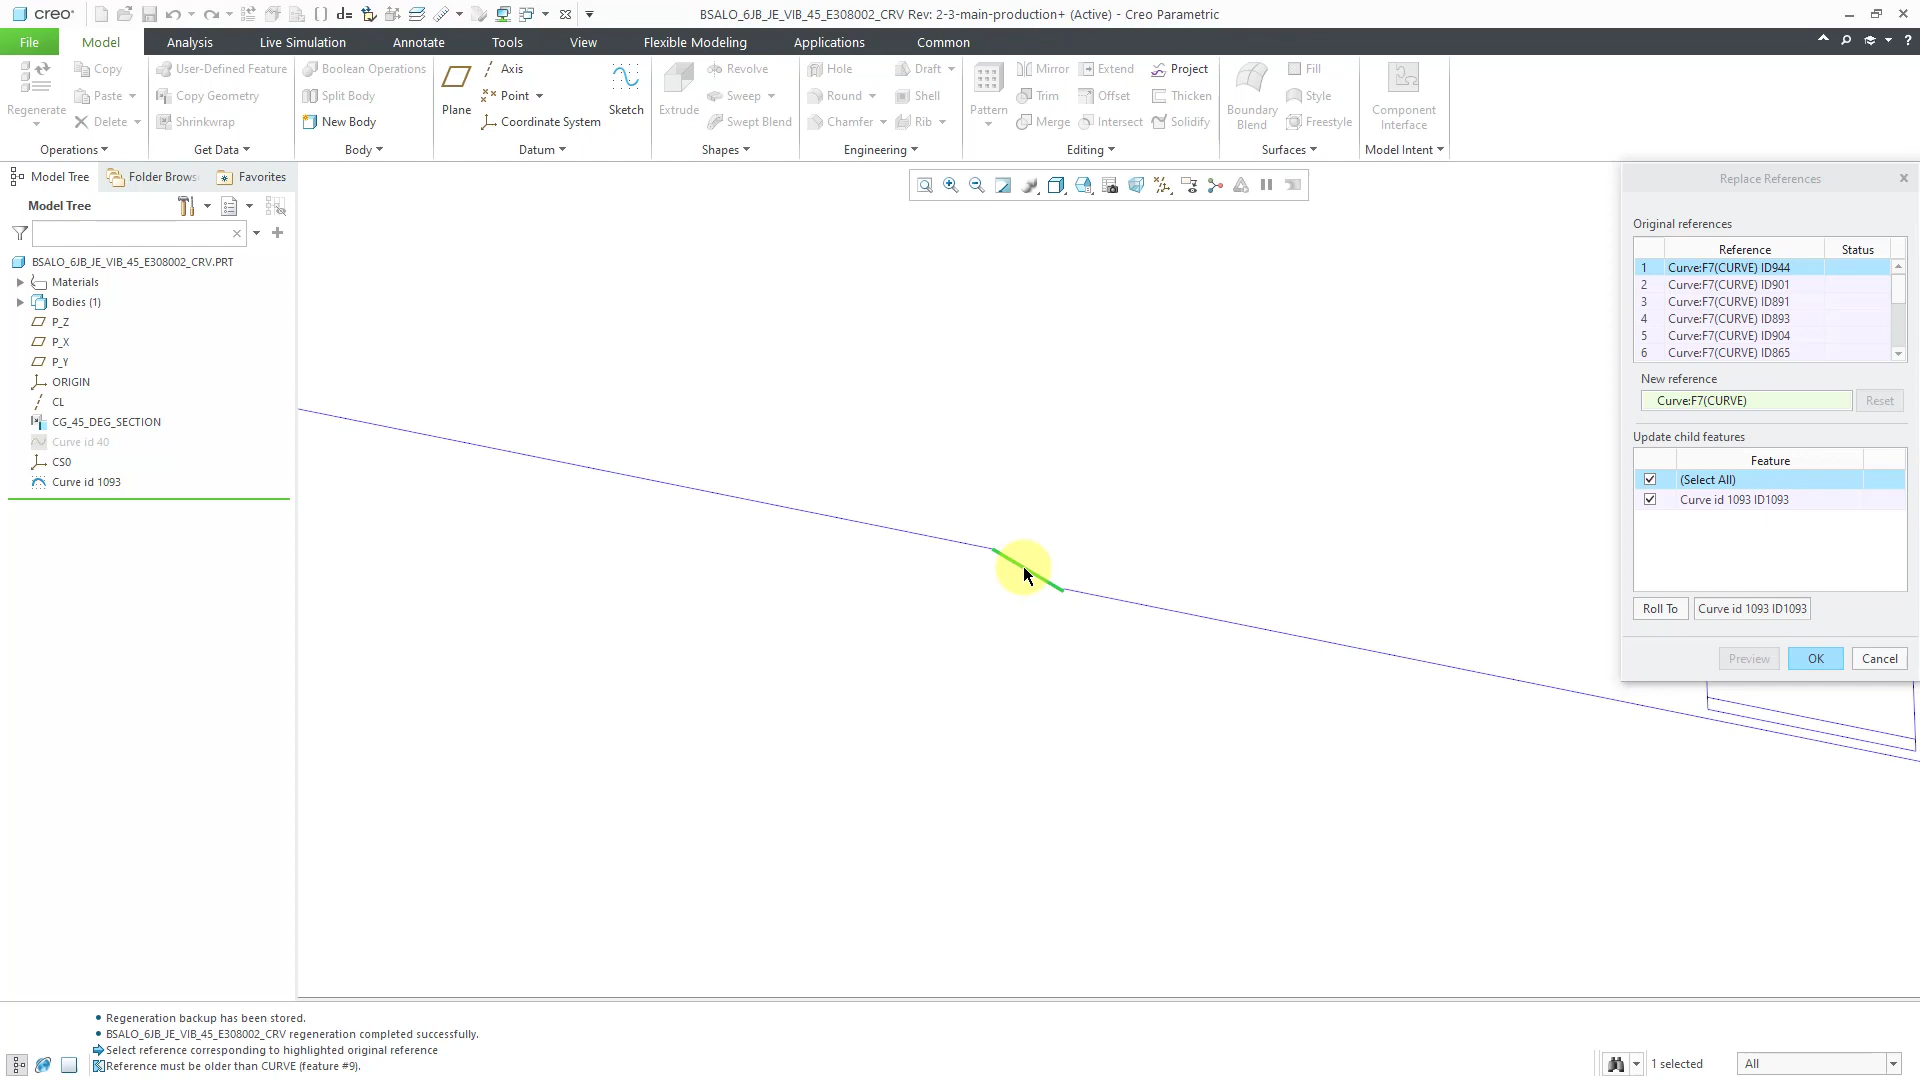 creo
BSALO_6JB_JE_VIB_45_E308002_CRV Rev: 2-3-main-production+ (Active) - Creo Parametric
File Model Analysis Live Simulation Annotate Tools View Flexible Modeling Applications Common
Regenerate
Copy
Paste
Delete
Operations
User-Defined Feature
Copy Geometry
Shrinkwrap
Get Data
Boolean Operations
Split Body
New Body
Body
Plane
Axis
Point
Coordinate System
Sketch
Datum
Extrude
Revolve
Sweep
Swept Blend
Shapes
Hole
Round
Chamfer
Draft
Shell
Rib
Engineering
Pattern
Mirror
Trim
Merge
Extend
Offset
Intersect
Project
Thicken
Solidify
Editing
Boundary
Blend
Fill
Style
Freestyle
Surfaces
Component
Interface
Model Intent
Model Tree Folder Brows Favorites
Model Tree
BSALO_6JB_JE_VIB_45_E308002_CRV.PRT
Materials
Bodies (1)
P_Z
P_X
P_Y
ORIGIN
CL
CG_45_DEG_SECTION
Curve id 40
CS0
Curve id 1093
Replace References
Original references
Reference Status
1 Curve:F7(CURVE) ID944
2 Curve:F7(CURVE) ID901
3 Curve:F7(CURVE) ID891
4 Curve:F7(CURVE) ID893
5 Curve:F7(CURVE) ID904
6 Curve:F7(CURVE) ID865
New reference
Curve:F7(CURVE) Reset
Update child features
Feature
(Select All)
Curve id 1093 ID1093
Roll To Curve id 1093 ID1093
Preview OK Cancel
Regeneration backup has been stored.
BSALO_6JB_JE_VIB_45_E308002_CRV regeneration completed successfully.
Select reference corresponding to highlighted original reference
Reference must be older than CURVE (feature #9).
1 selected
All